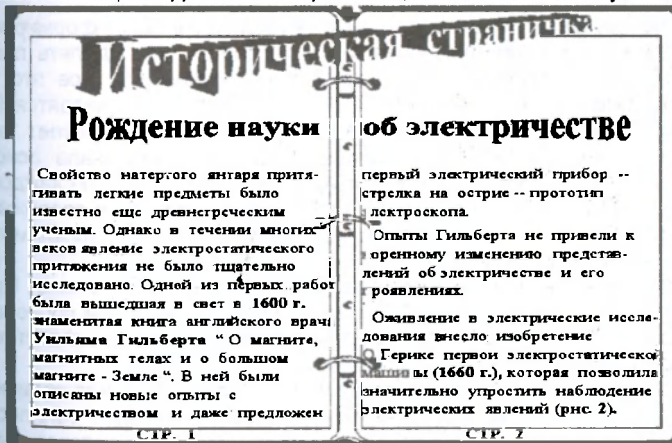 Историческая страничка
Рождение науки об электричестве
Свойство натертого янтаря притя-
гивать легкие предметы было
известно еще древнегреческим
ученым. Однако в течении многих
веков явление электростатического
притяжения не было тщательно
исследовано. Одной из первых работ
была вышедшая в свет в 1600 г.
знаменитая книга английского врача
Уильяма Гильберта “ О магните,
магнитных телах и о большом
магните - Земле “. В ней были
описаны новые опыты с
электричеством и даже предложен
СТР. 1
первый электрический прибор --
стрелка на острие -- прототип
лектроскопа.
Опыты Гильберта не привели к
оренному изменению представ-
лений об электричестве и его
роявлениях.
Оживление в электрические иссле-
дования внесло изобретение
О Герике первои электростатической
машины (1660 г.), которая позволила
значительно упростить наблюдение
электрических явлений (рис. 2).
СТР. 2